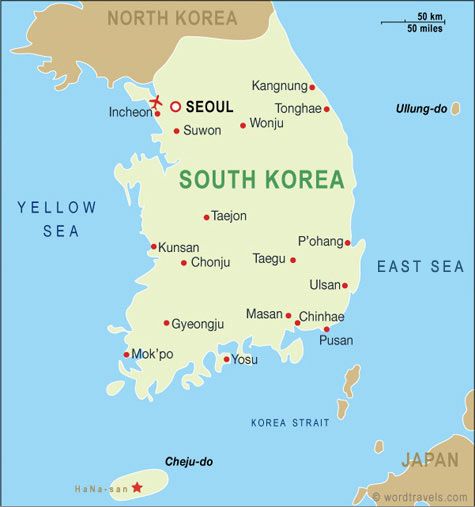 NORTH KOREA
50 km
50 miles
Kangnung
Ullung-do
Incheon
SEOUL
Tonghae
Suwon
Wonju
SOUTH KOREA
YELLOW
SEA
Taejon
Kunsan
P'ohang
Chonju
Taegu
EAST SEA
Ulsan
Masan
Chinhae
Gyeongju
Pusan
Mok'po
Yosu
KOREA STRAIT
Cheju-do
JAPAN
HaNa-san
© wordtravels.com